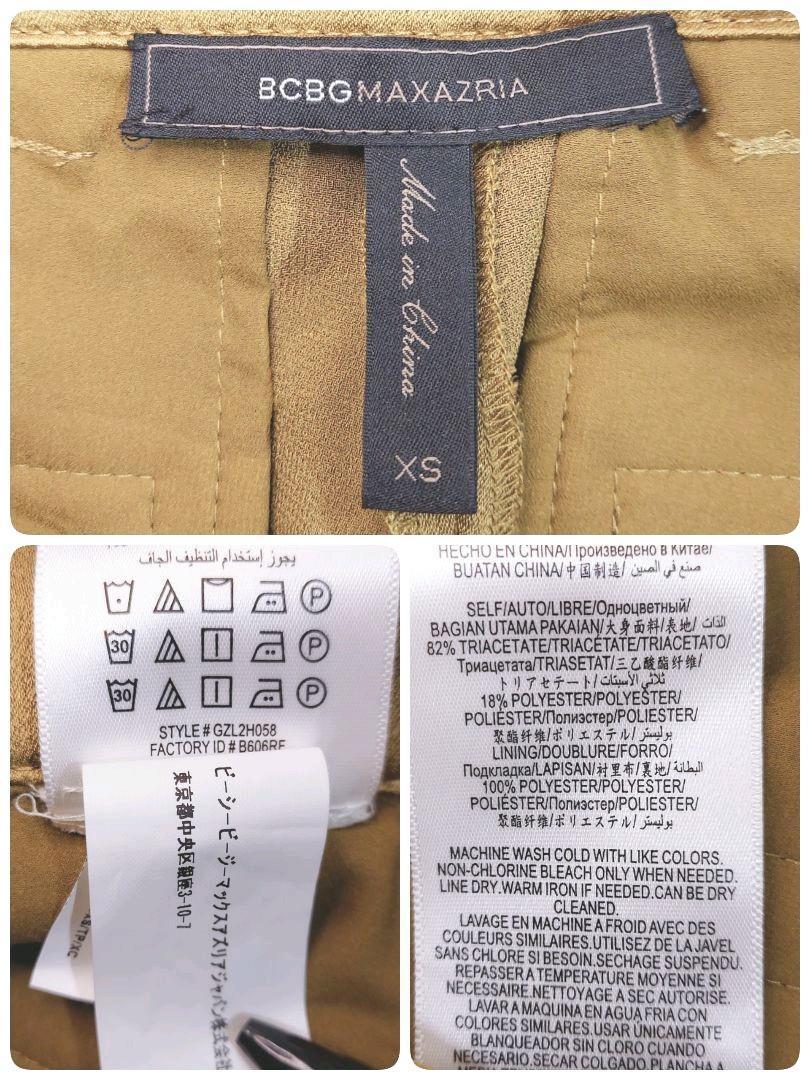 BCBGMAXAZRIA
Made in China
XS
يجوز إستخدام التنظيف الجاف
P
30 P
30 P
STYLE # GZL2H058
FACTORY ID # B606RE
ビーシービージーマックスアズリアジャパン株式会
東京都中央区銀座3-10-7
XS/TP/XC
HECHO EN CHINA/Произведено в Китае/
BUATAN CHINA/中国制造/ صنع في الصين
SELF/AUTO/LIBRE/Одноцветный/
BAGIAN UTAMA PAKAIAN/大身面料/表地/ الذات
82% TRIACETATE/TRIACÉTATE/TRIACETATO/
Триацетата/TRIASETAT/三乙酸酯纤维/
トリアセテート/ ثلاثي الأسيتات
18% POLYESTER/POLYESTER/
POLIÉSTER/Полиэстер/POLIESTER/
聚酯纤维/ポリエステル/ بوليستر
LINING/DOUBLURE/FORRO/
Подкладка/LAPISAN/衬里布/裏地/ البطانة
100% POLYESTER/POLYESTER/
POLIÉSTER/Полиэстер/POLIESTER/
聚酯纤维/ポリエステル/ بوليستر
MACHINE WASH COLD WITH LIKE COLORS.
NON-CHLORINE BLEACH ONLY WHEN NEEDED.
LINE DRY.WARM IRON IF NEEDED.CAN BE DRY
CLEANED.
LAVAGE EN MACHINE A FROID AVEC DES
COULEURS SIMILAIRES.UTILISEZ DE LA JAVEL
SANS CHLORE SI BESOIN.SECHAGE SUSPENDU.
REPASSER A TEMPERATURE MOYENNE SI
NECESSAIRE.NETTOYAGE A SEC AUTORISE.
LAVAR A MAQUINA EN AGUA FRIA CON
COLORES SIMILARES.USAR ÚNICAMENTE
BLANQUEADOR SIN CLORO CUANDO
NECESARIO.SECAR COLGADO PLANCHA A